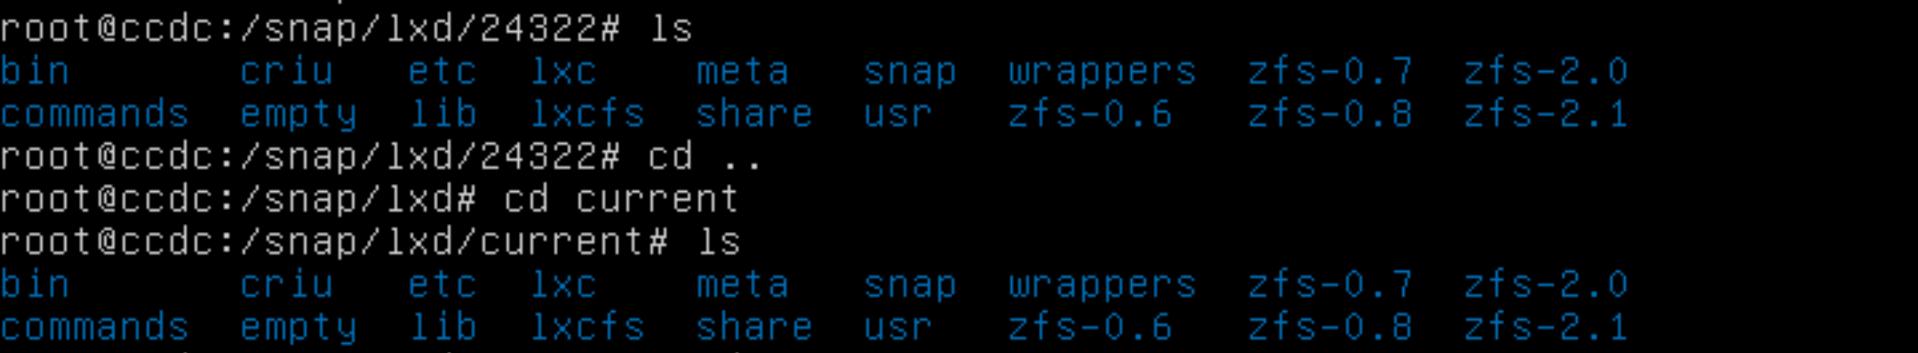 root@ccdc:/snap/lxd/24322# ls
bin       criu   etc  lxc    meta   snap  wrappers  zfs-0.7  zfs-2.0
commands  empty  lib  lxcfs  share  usr   zfs-0.6   zfs-0.8  zfs-2.1
root@ccdc:/snap/lxd/24322# cd ..
root@ccdc:/snap/lxd# cd current
root@ccdc:/snap/lxd/current# ls
bin       criu   etc  lxc    meta   snap  wrappers  zfs-0.7  zfs-2.0
commands  empty  lib  lxcfs  share  usr   zfs-0.6   zfs-0.8  zfs-2.1